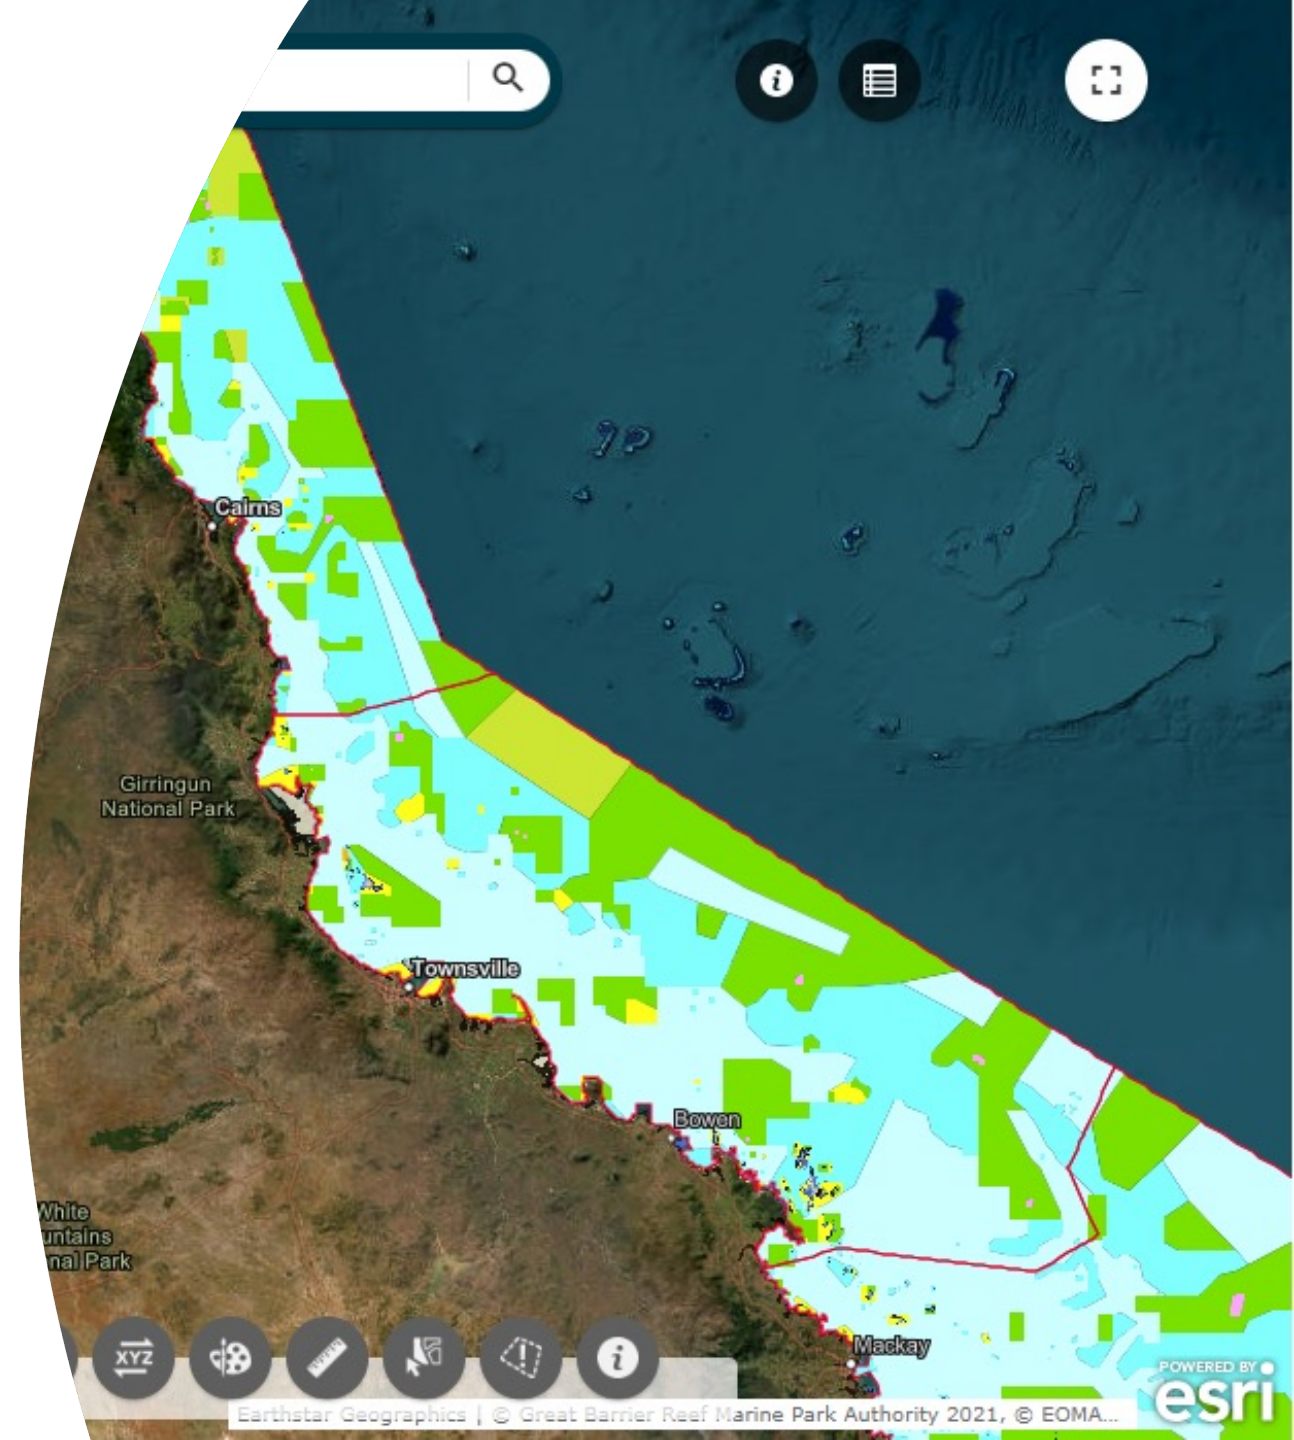 Cairns
Girringun
National Park
Townsville
Bowen
White
untains
nal Park
Mackay
XYZ
POWERED BY
esri
Earthstar Geographics | © Great Barrier Reef Marine Park Authority 2021, © EOMA...